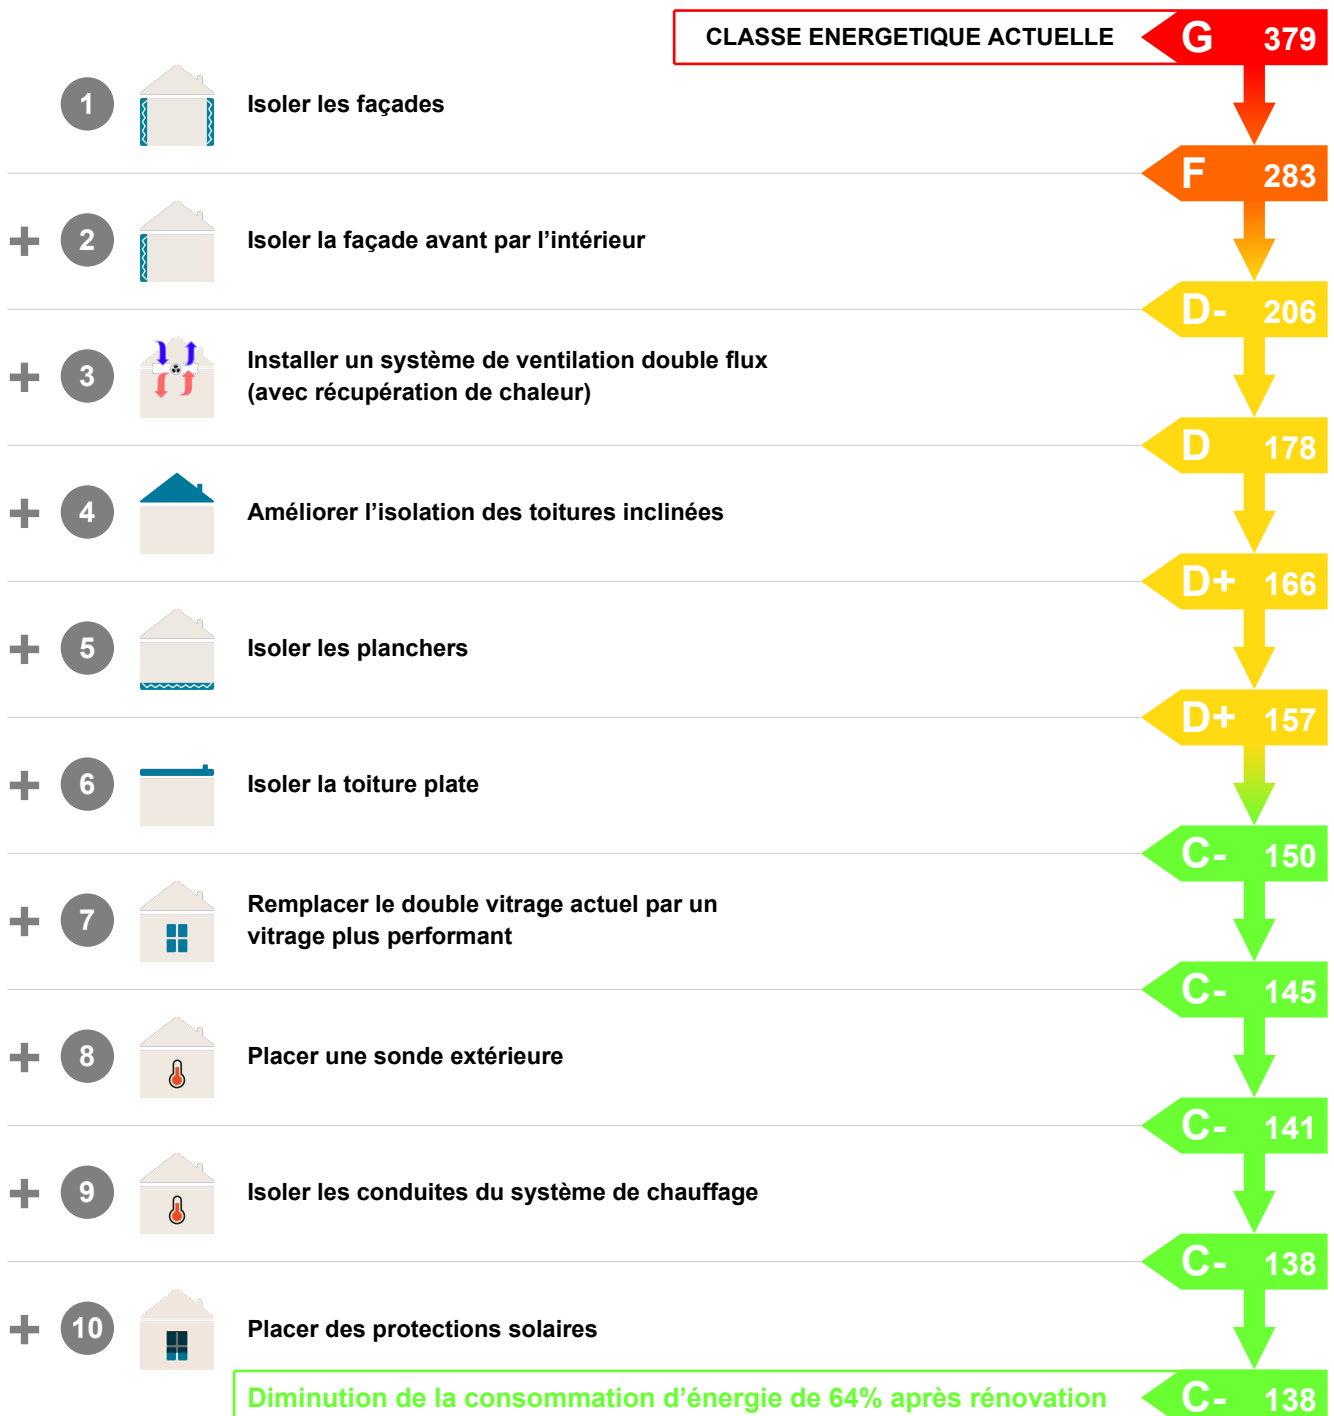 CLASSE ENERGETIQUE ACTUELLE G 379
1 Isoler les façades
F 283
+ 2 Isoler la façade avant par l’intérieur
D- 206
+ 3 Installer un système de ventilation double flux
(avec récupération de chaleur)
D 178
+ 4 Améliorer l’isolation des toitures inclinées
D+ 166
+ 5 Isoler les planchers
D+ 157
+ 6 Isoler la toiture plate
C- 150
+ 7 Remplacer le double vitrage actuel par un
vitrage plus performant
C- 145
+ 8 Placer une sonde extérieure
C- 141
+ 9 Isoler les conduites du système de chauffage
C- 138
+ 10 Placer des protections solaires
Diminution de la consommation d’énergie de 64% après rénovation C- 138